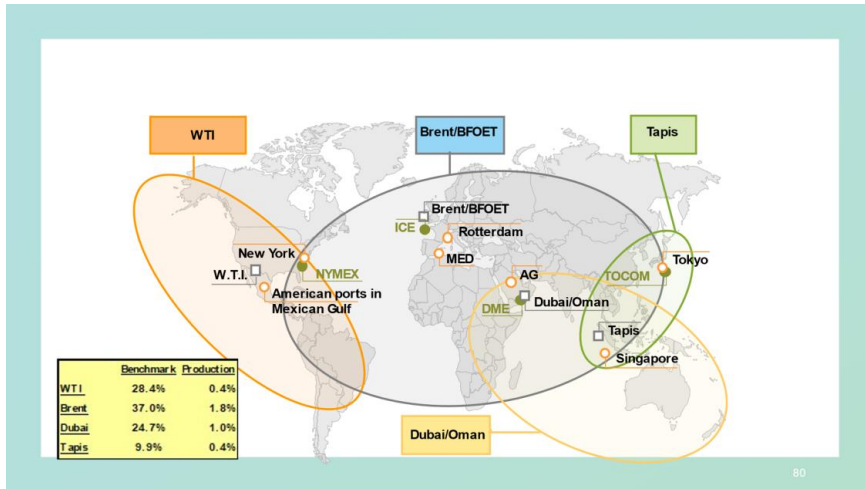 WTI
Brent/BFOET
Tapis
Brent/BFOET
ICE
Rotterdam
New York
MED
Tokyo
W.T.I.
NYMEX
AG
TOCOM
American ports in
Mexican Gulf
DME
Dubai/Oman
Tapis
Singapore
Benchmark Production
WTI 28.4% 0.4%
Brent 37.0% 1.8%
Dubai 24.7% 1.0%
Tapis 9.9% 0.4%
Dubai/Oman
80